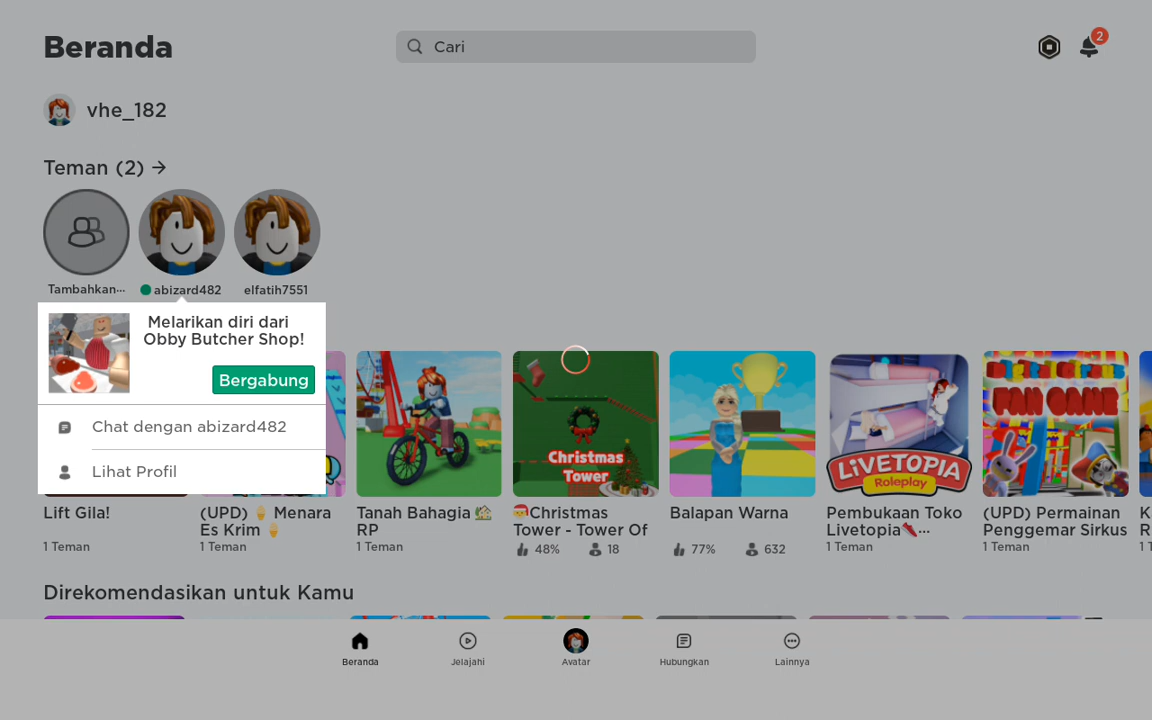 Beranda
Cari
2
vhe_182
Teman (2) →
Tambahkan...
abizard482
elfatih7551
Melarikan diri dari
Obby Butcher Shop!
Bergabung
Chat dengan abizard482
Lihat Profil
Christmas
Tower
LiVETOPIA
Roleplay
FAN GAME
Lift Gila!
1 Teman
(UPD) 🍦 Menara
Es Krim 🍦
1 Teman
Tanah Bahagia 🏡
RP
1 Teman
🎅Christmas
Tower - Tower Of
48% 18
Balapan Warna
77% 632
Pembukaan Toko
Livetopia👠...
1 Teman
(UPD) Permainan
Penggemar Sirkus
1 Teman
K
R
1
Direkomendasikan untuk Kamu
Beranda
Jelajahi
Avatar
Hubungkan
Lainnya